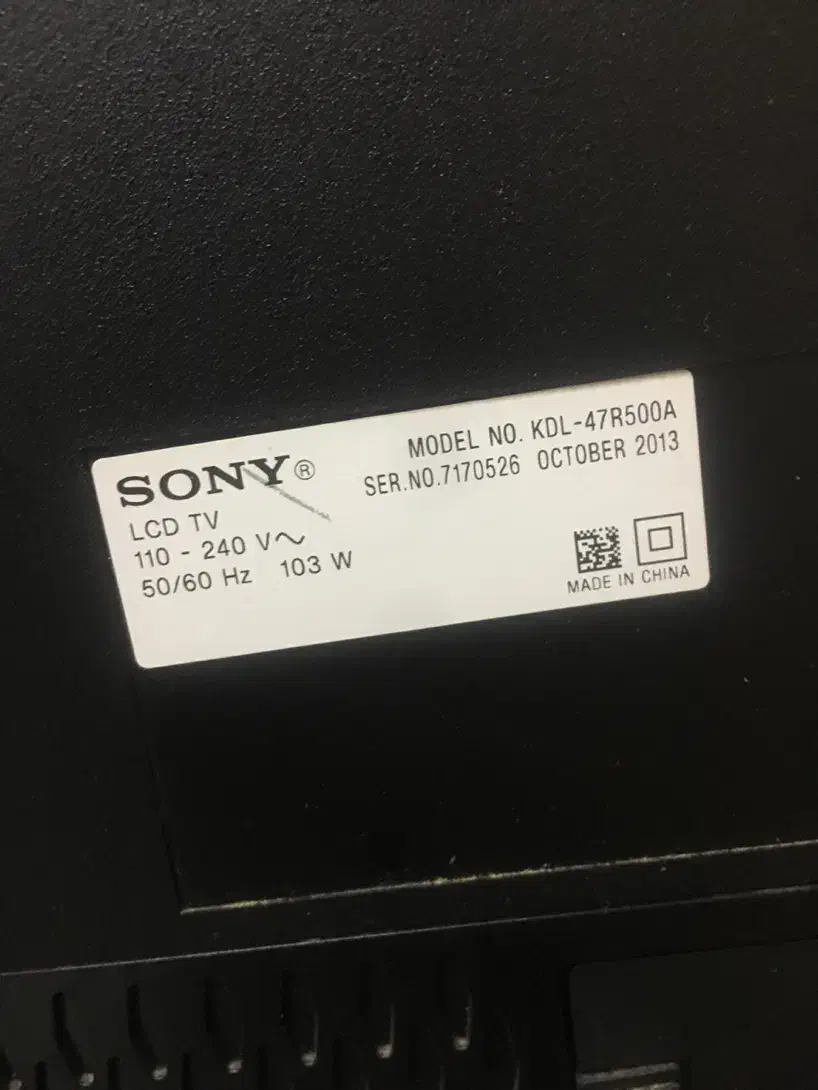 SONY®
MODEL NO. KDL-47R500A
SER.NO.7170526 OCTOBER 2013
LCD TV
110 - 240 V~
50/60 Hz 103 W
MADE IN CHINA